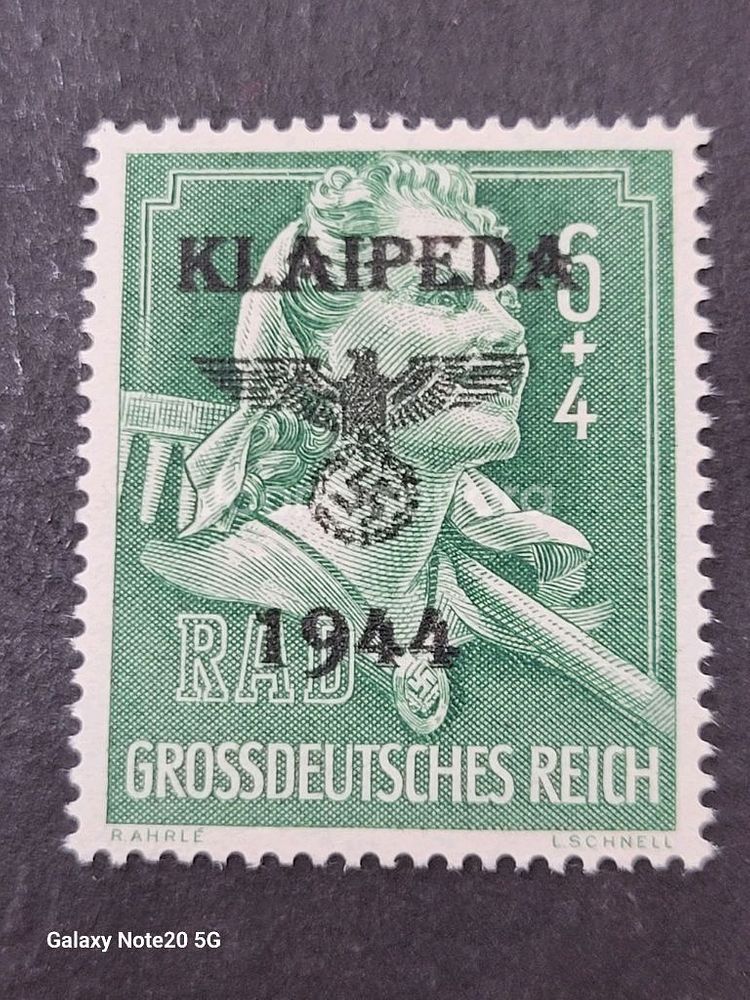 KLAIPEDA
6
+
4
1944
RAD
GROSSDEUTSCHES REICH
R.AHRLÉ
L.SCHNELL
Galaxy Note20 5G